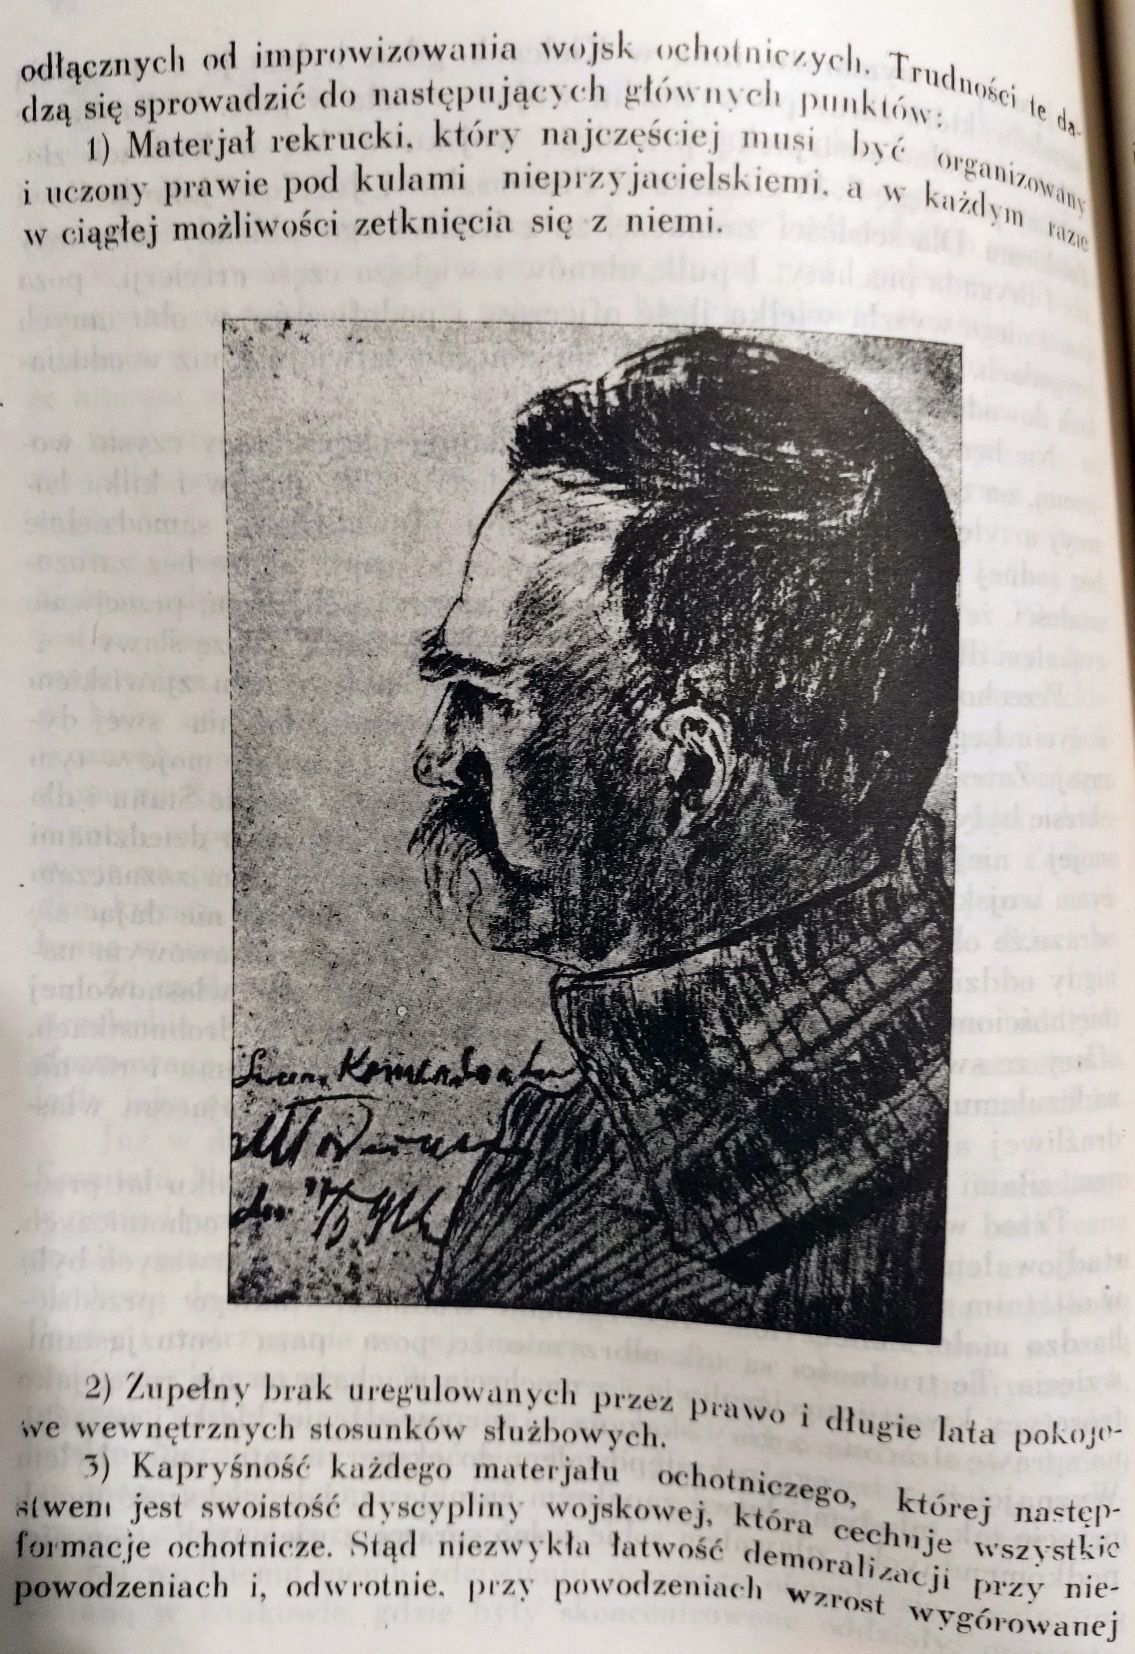 odłącznych od improwizowania wojsk ochotniczych. Trudności te da-
dzą się sprowadzić do następujących głównych punktów:
1) Materjał rekrucki, który najczęściej musi być organizowany
i uczony prawie pod kulami nieprzyjacielskiemi, a w każdym razie
w ciągłej możliwości zetknięcia się z niemi.
2) Zupełny brak uregulowanych przez prawo i długie lata pokojo-
we wewnętrznych stosunków służbowych.
3) Kapryśność każdego materjału ochotniczego, której następ-
stwem jest swoistość dyscypliny wojskowej, która cechuje wszystkie
formacje ochotnicze. Stąd niezwykła łatwość demoralizacji przy nie-
powodzeniach i, odwrotnie, przy powodzeniach wzrost wygórowanej